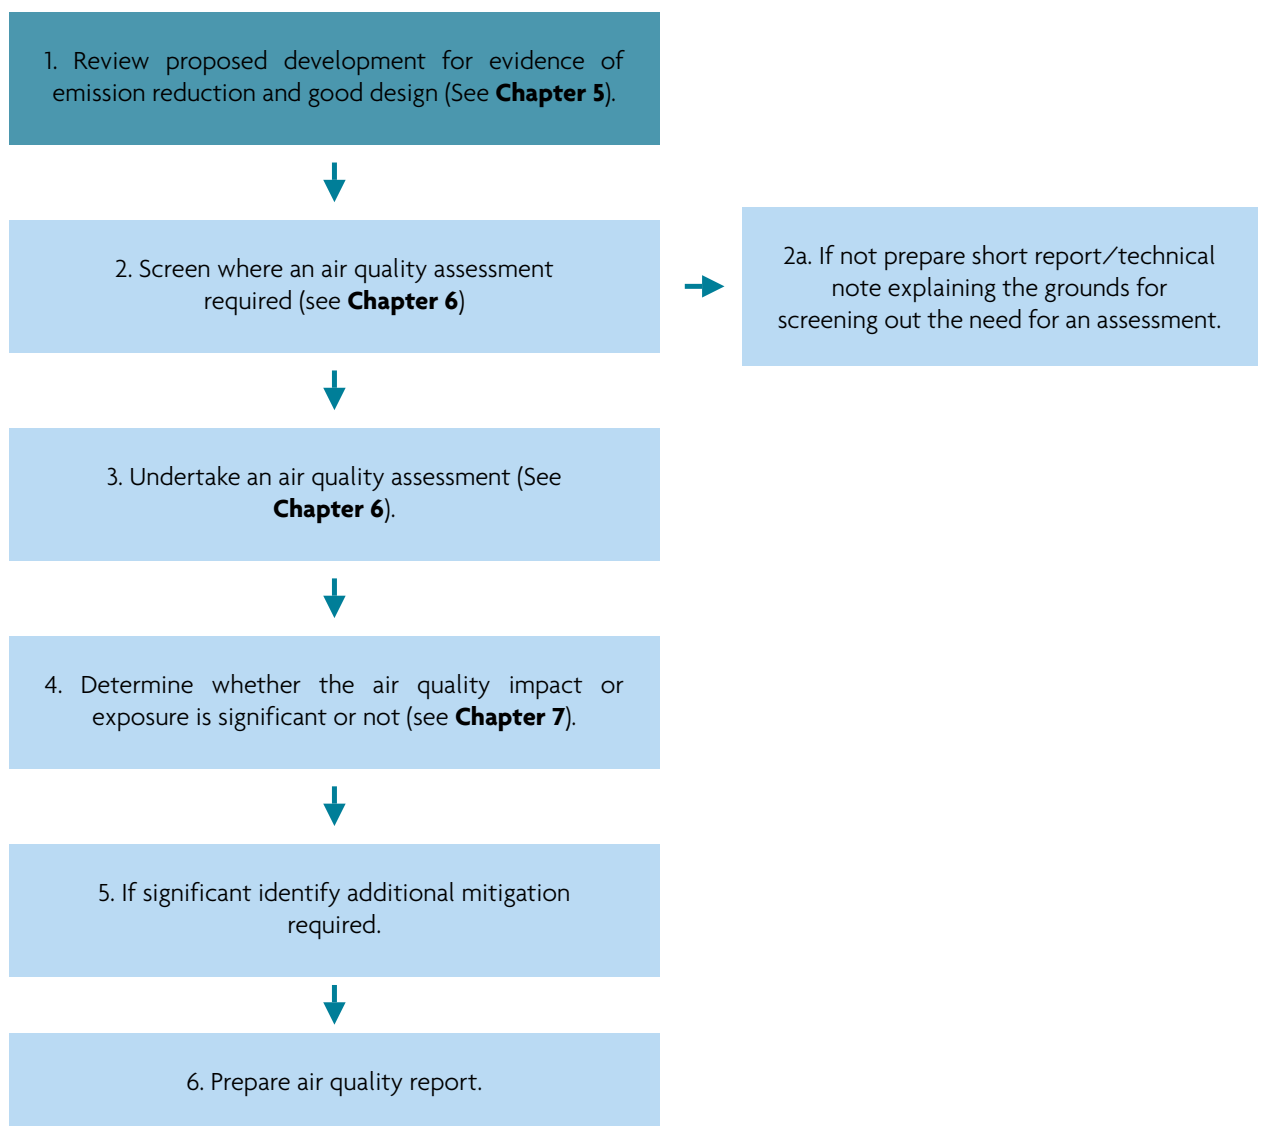 1. Review proposed development for evidence of
emission reduction and good design (See Chapter 5).
2. Screen where an air quality assessment
required (see Chapter 6)
2a. If not prepare short report/technical
note explaining the grounds for
screening out the need for an assessment.
3. Undertake an air quality assessment (See
Chapter 6).
4. Determine whether the air quality impact or
exposure is significant or not (see Chapter 7).
5. If significant identify additional mitigation
required.
6. Prepare air quality report.